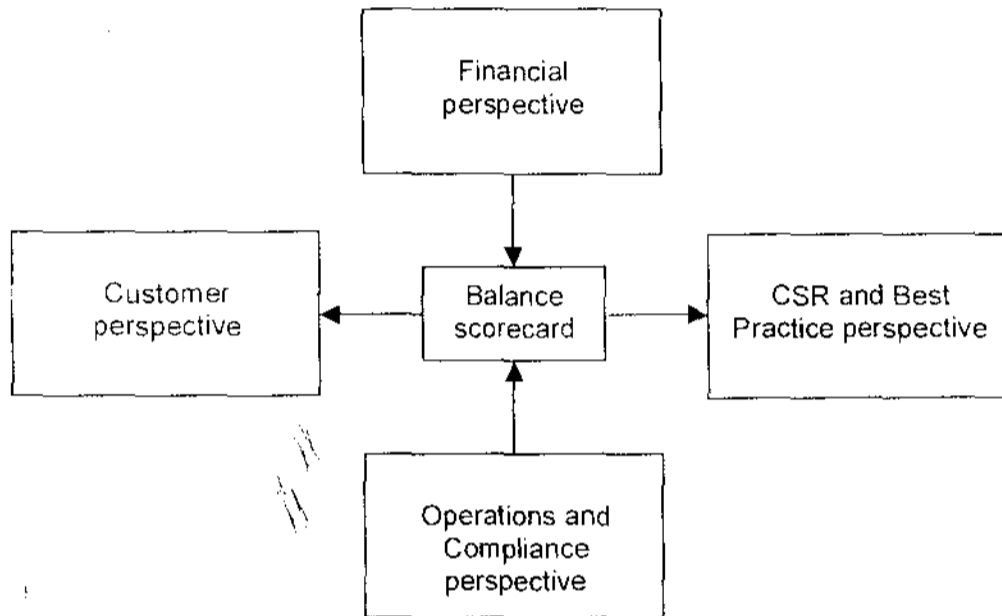 Financial
perspective
Customer
perspective
Balance
scorecard
CSR and Best
Practice perspective
Operations and
Compliance
perspective